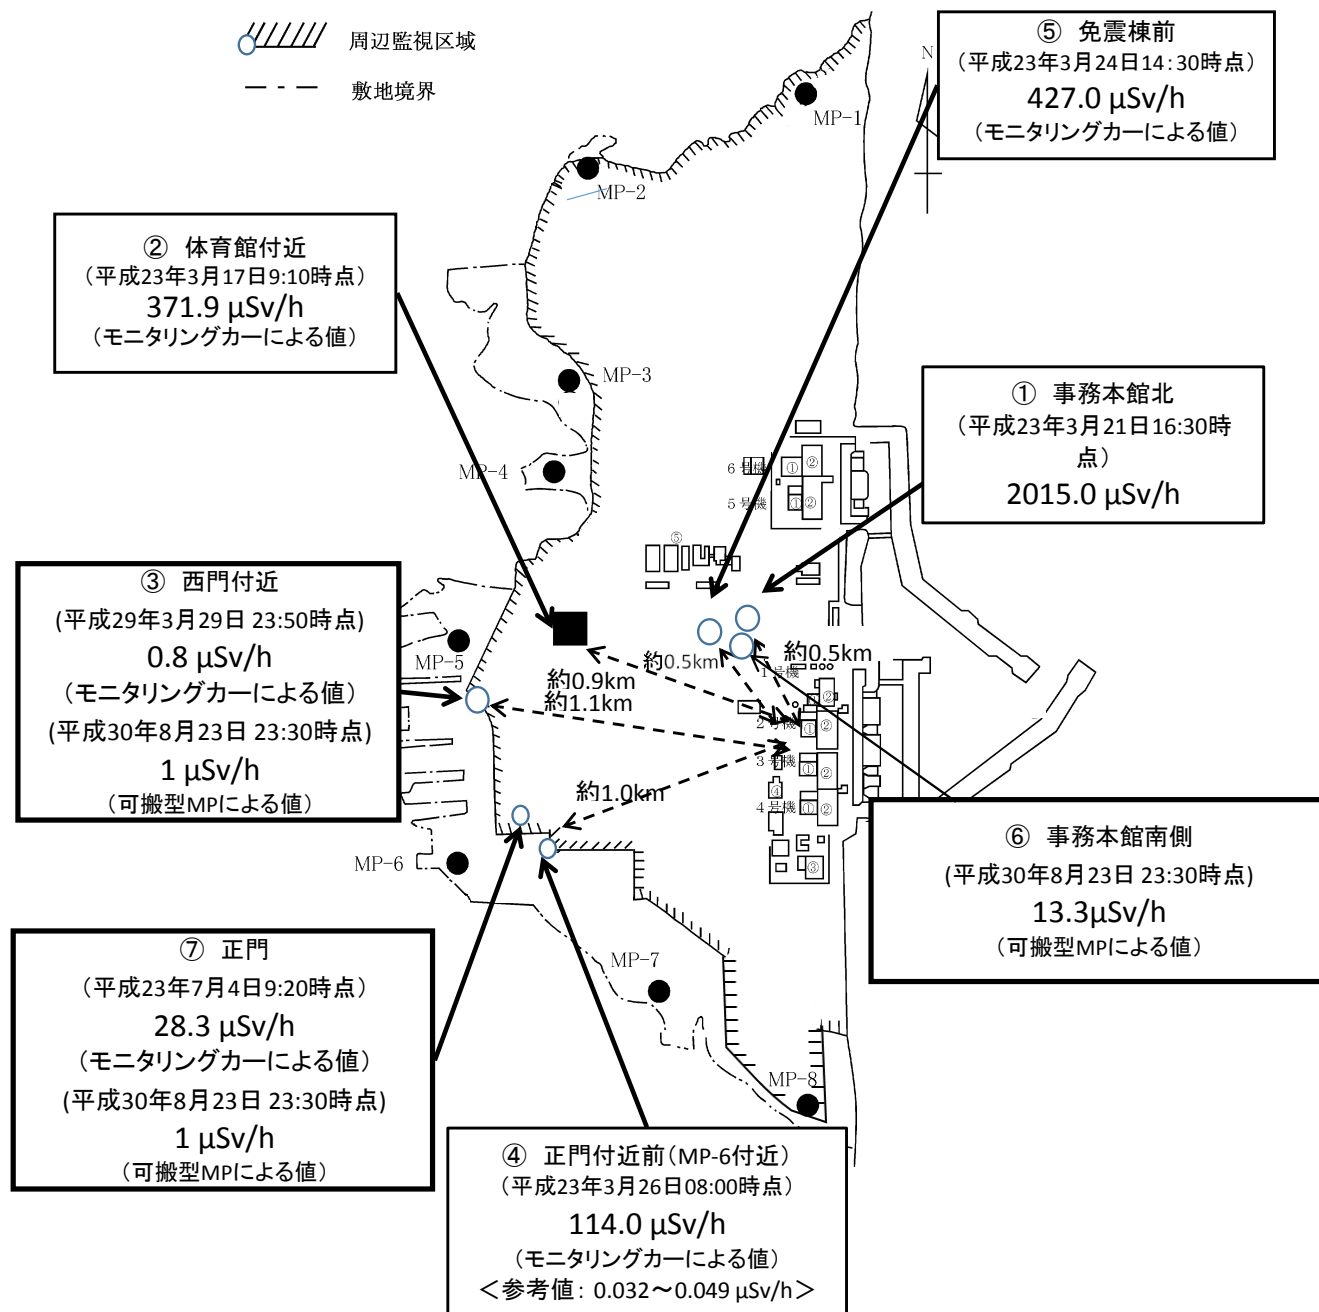 周辺監視区域
敷地境界
⑤ 免震棟前
（平成23年3月24日14：30時点）
427.0 μSv/h
（モニタリングカーによる値）
N
MP-1
MP-2
② 体育館付近
（平成23年3月17日9:10時点）
371.9 μSv/h
（モニタリングカーによる値）
MP-3
MP-4
① 事務本館北
（平成23年3月21日16:30時
点）
2015.0 μSv/h
6号機
①
②
5号機
①
②
⑤
③ 西門付近
(平成29年3月29日 23:50時点)
0.8 μSv/h
（モニタリングカーによる値）
(平成30年8月23日 23:30時点)
1 μSv/h
（可搬型MPによる値）
MP-5
約0.5km
約0.5km
約0.9km
約1.1km
1号機
②
2号機
①
②
3号機
①
②
④
4号機
①
②
③
約1.0km
MP-6
⑥ 事務本館南側
(平成30年8月23日 23:30時点)
13.3μSv/h
（可搬型MPによる値）
⑦ 正門
（平成23年7月4日9:20時点）
28.3 μSv/h
（モニタリングカーによる値）
(平成30年8月23日 23:30時点)
1 μSv/h
（可搬型MPによる値）
MP-7
MP-8
④ 正門付近前（MP-6付近）
（平成23年3月26日08:00時点）
114.0 μSv/h
（モニタリングカーによる値）
＜参考値： 0.032～0.049 μSv/h＞